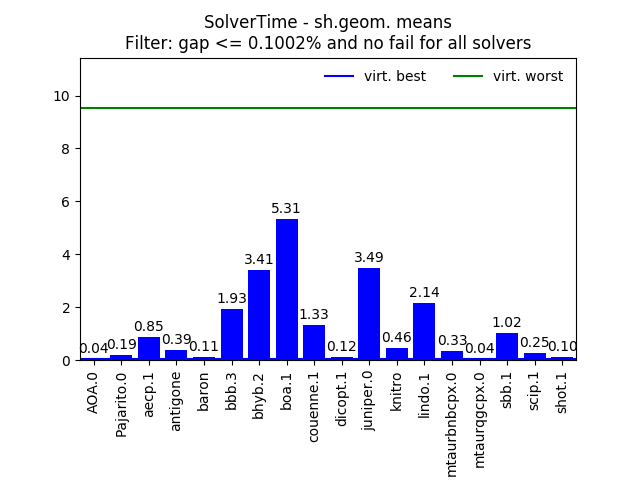 SolverTime - sh.geom. means
Filter: gap <= 0.1002% and no fail for all solvers
virt. best
virt. worst
10
8
6
4
2
0
0.04
0.19
0.85
0.39
0.11
1.93
3.41
5.31
1.33
0.12
3.49
0.46
2.14
0.33
0.04
1.02
0.25
0.10
AOA.0
Pajarito.0
aecp.1
antigone
baron
bbb.3
bhyb.2
boa.1
couenne.1
dicopt.1
juniper.0
knitro
lindo.1
mtaurbnbcpx.0
mtaurqgcpx.0
sbb.1
scip.1
shot.1